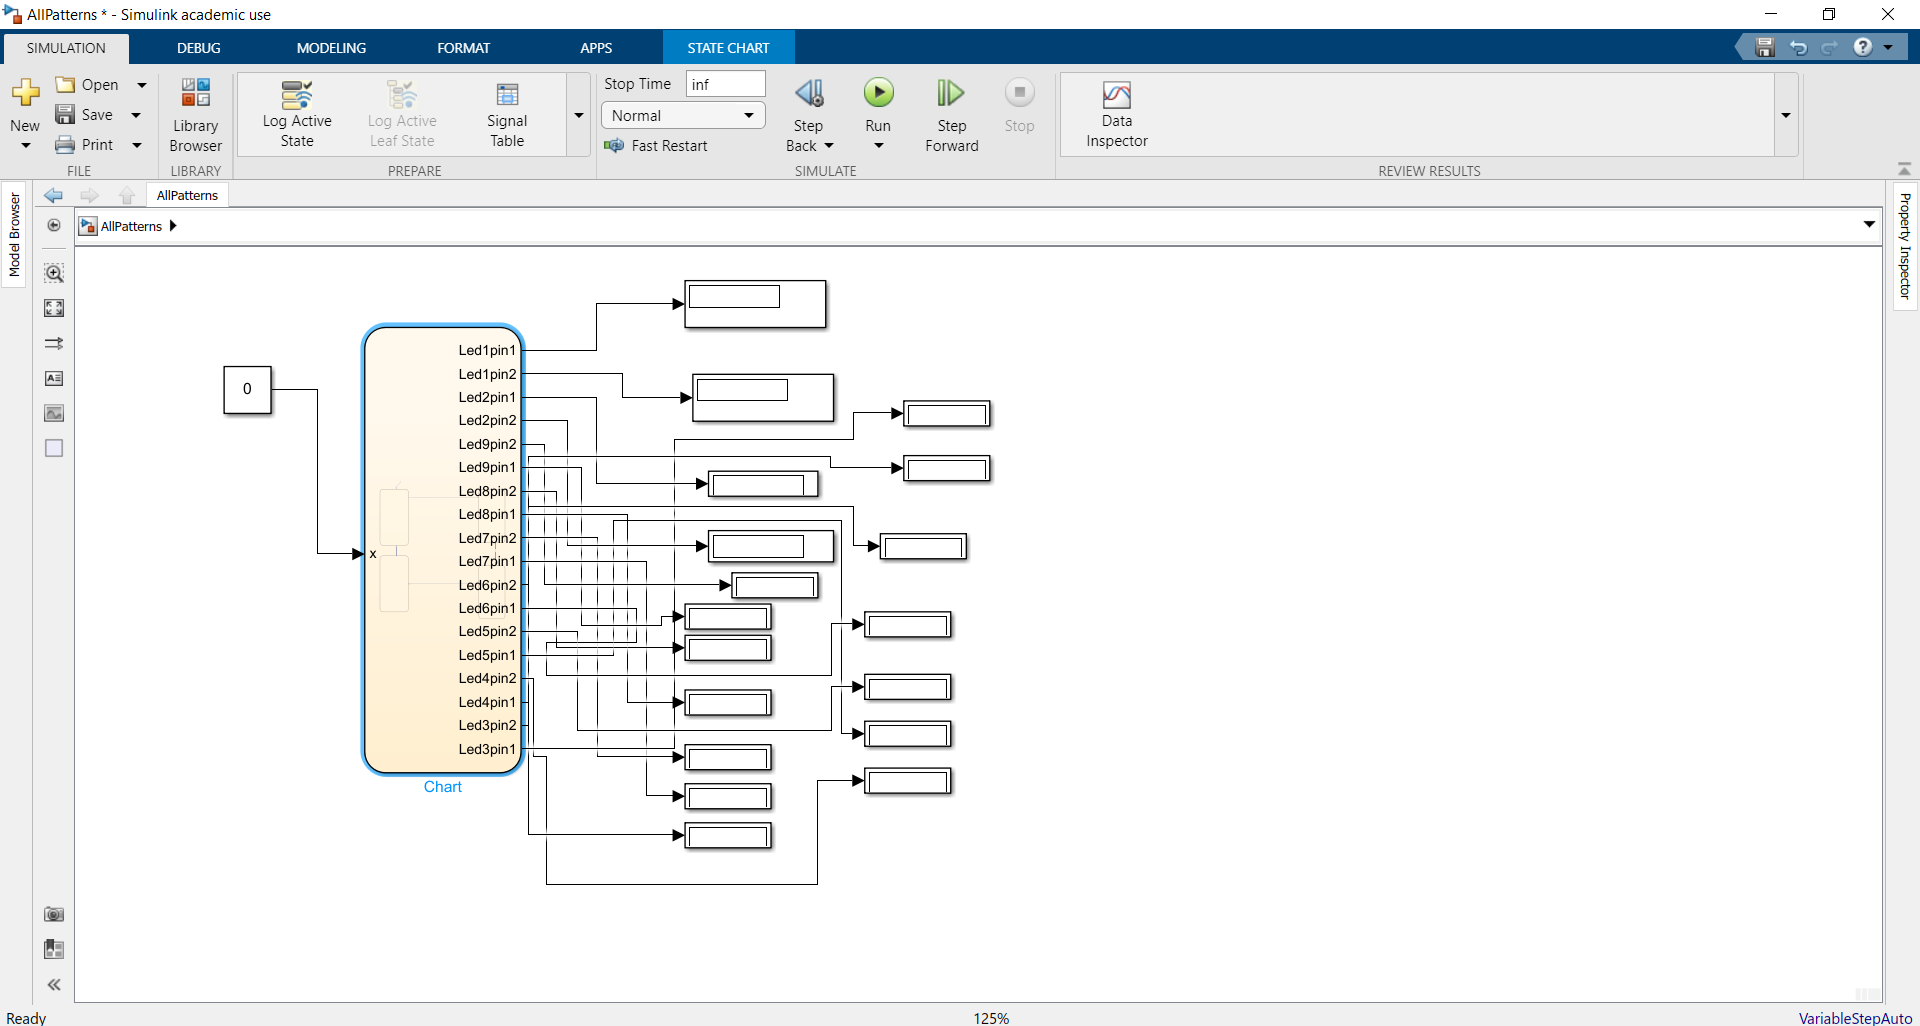 AllPatterns * - Simulink academic use
SIMULATION DEBUG MODELING FORMAT APPS STATE CHART
New
Open
Save
Print
FILE
Library Browser
LIBRARY
Log Active State
Log Active Leaf State
Signal Table
PREPARE
Stop Time inf
Normal
Fast Restart
Step Back
Run
Step Forward
Stop
SIMULATE
Data Inspector
REVIEW RESULTS
Model Browser
Property Inspector
AllPatterns
AllPatterns
0
x
Led1pin1
Led1pin2
Led2pin1
Led2pin2
Led9pin2
Led9pin1
Led8pin2
Led8pin1
Led7pin2
Led7pin1
Led6pin2
Led6pin1
Led5pin2
Led5pin1
Led4pin2
Led4pin1
Led3pin2
Led3pin1
Chart
Ready
125%
VariableStepAuto